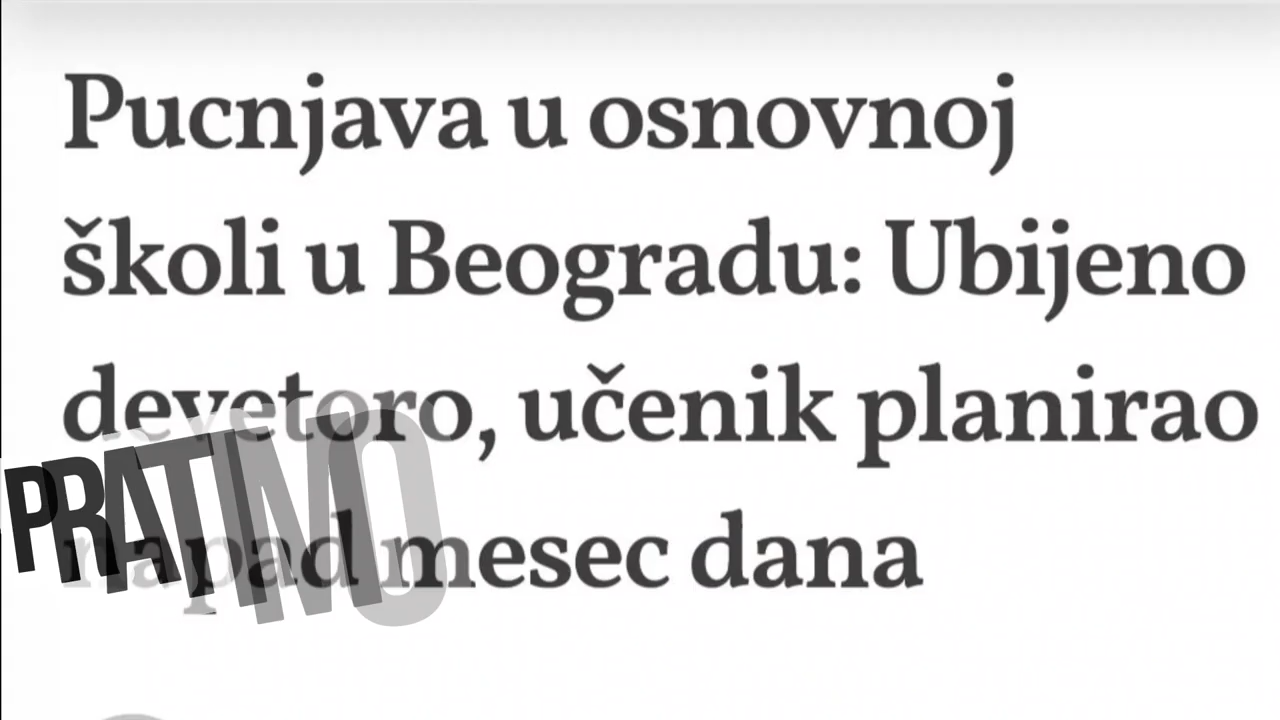 Pucnjava u osnovnoj
školi u Beogradu: Ubijeno
devetoro, učenik planirao
napad mesec dana
PRATIMO